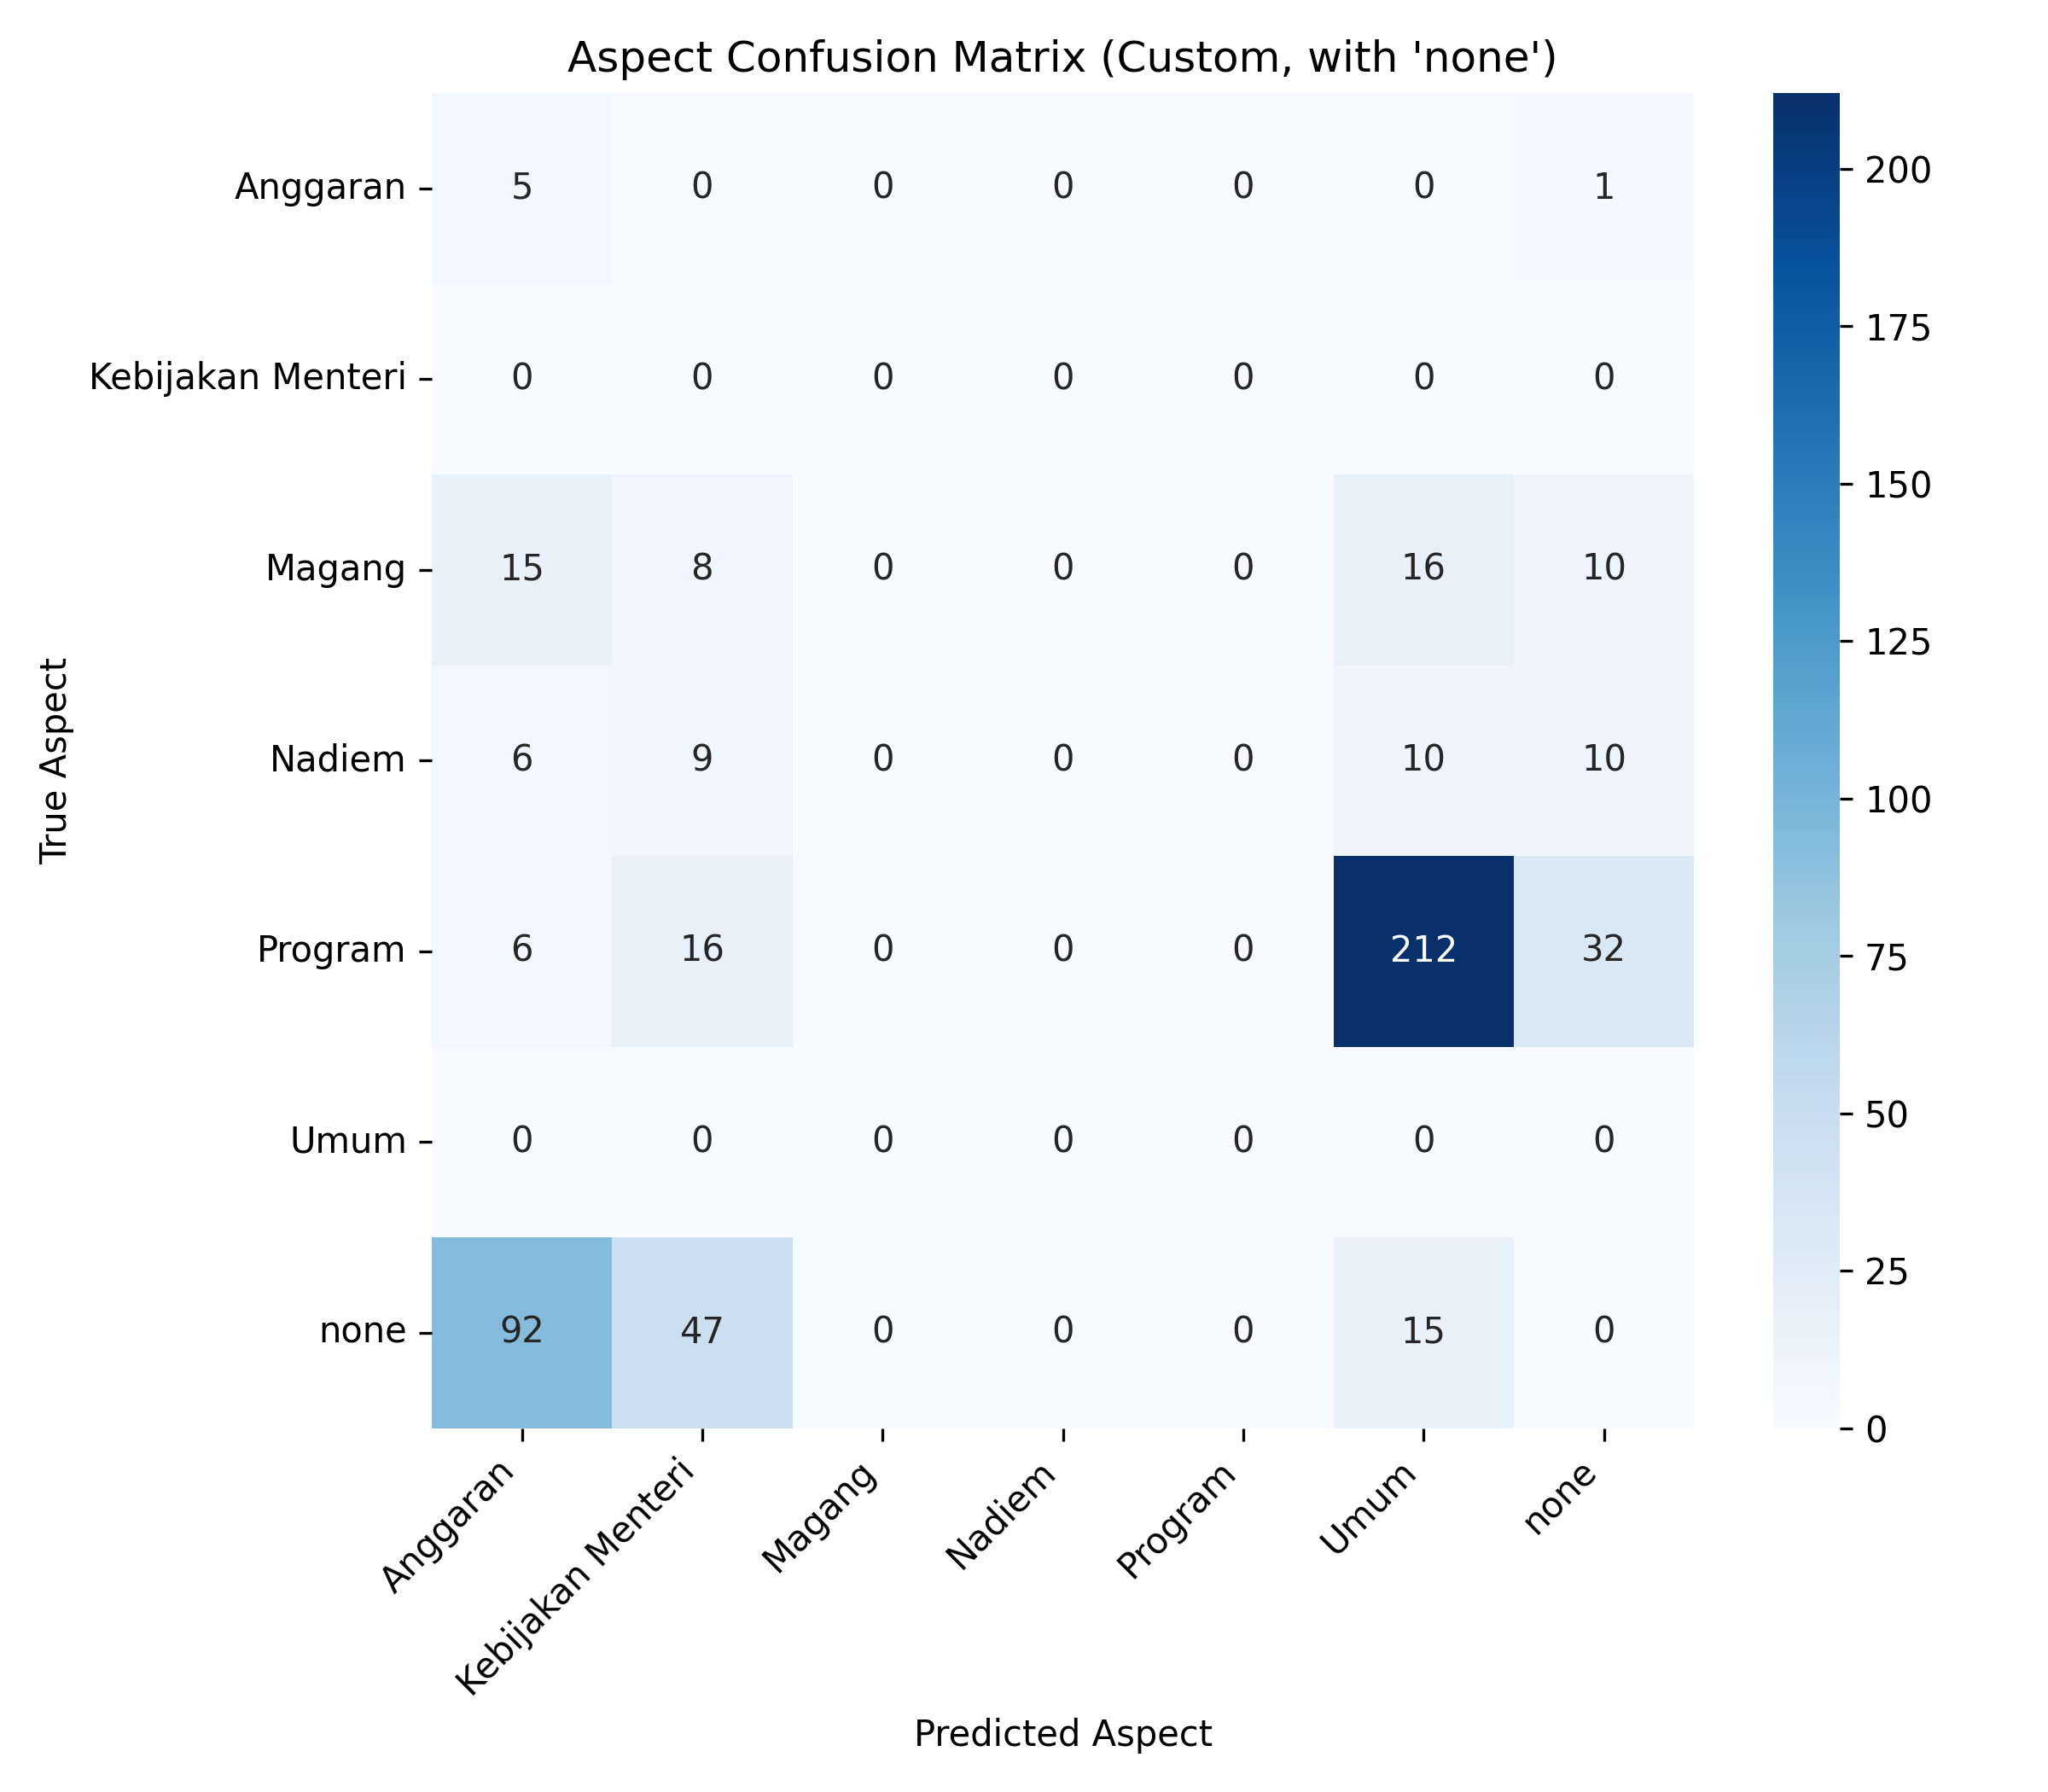 Aspect Confusion Matrix (Custom, with 'none')
Anggaran 5 0 0 0 0 0 1
Kebijakan Menteri 0 0 0 0 0 0 0
Magang 15 8 0 0 0 16 10
Nadiem 6 9 0 0 0 10 10
Program 6 16 0 0 0 212 32
Umum 0 0 0 0 0 0 0
none 92 47 0 0 0 15 0
True Aspect
Anggaran Kebijakan Menteri Magang Nadiem Program Umum none
Predicted Aspect
200
175
150
125
100
75
50
25
0